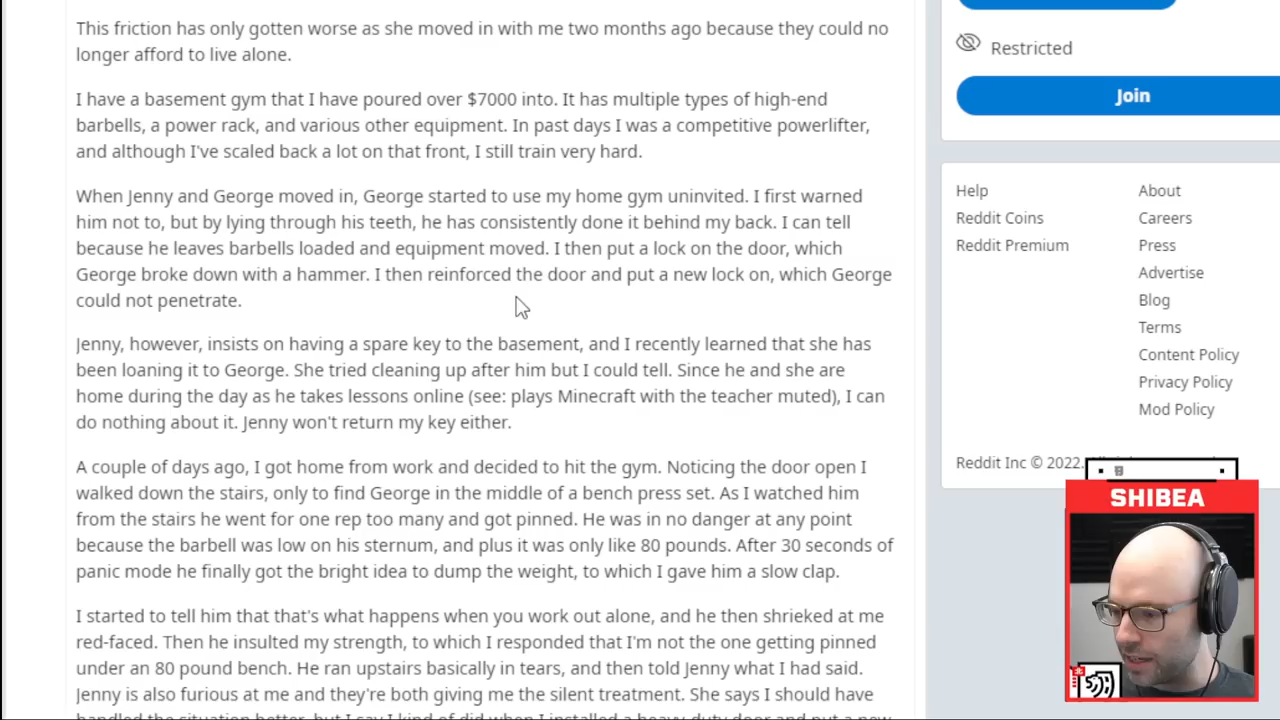 This friction has only gotten worse as she moved in with me two months ago because they could no
longer afford to live alone.
I have a basement gym that I have poured over $7000 into. It has multiple types of high-end
barbells, a power rack, and various other equipment. In past days I was a competitive powerlifter,
and although I've scaled back a lot on that front, I still train very hard.
When Jenny and George moved in, George started to use my home gym uninvited. I first warned
him not to, but by lying through his teeth, he has consistently done it behind my back. I can tell
because he leaves barbells loaded and equipment moved. I then put a lock on the door, which
George broke down with a hammer. I then reinforced the door and put a new lock on, which George
could not penetrate.
Jenny, however, insists on having a spare key to the basement, and I recently learned that she has
been loaning it to George. She tried cleaning up after him but I could tell. Since he and she are
home during the day as he takes lessons online (see: plays Minecraft with the teacher muted), I can
do nothing about it. Jenny won't return my key either.
A couple of days ago, I got home from work and decided to hit the gym. Noticing the door open I
walked down the stairs, only to find George in the middle of a bench press set. As I watched him
from the stairs he went for one rep too many and got pinned. He was in no danger at any point
because the barbell was low on his sternum, and plus it was only like 80 pounds. After 30 seconds of
panic mode he finally got the bright idea to dump the weight, to which I gave him a slow clap.
I started to tell him that that's what happens when you work out alone, and he then shrieked at me
red-faced. Then he insulted my strength, to which I responded that I'm not the one getting pinned
under an 80 pound bench. He ran upstairs basically in tears, and then told Jenny what I had said.
Jenny is also furious at me and they're both giving me the silent treatment. She says I should have
handled the situation better, but I say I kind of did when I installed a heavy duty door and put a new
Restricted
Join
Help
About
Reddit Coins
Careers
Reddit Premium
Press
Advertise
Blog
Terms
Content Policy
Privacy Policy
Mod Policy
Reddit Inc © 2022.
SHIBEA